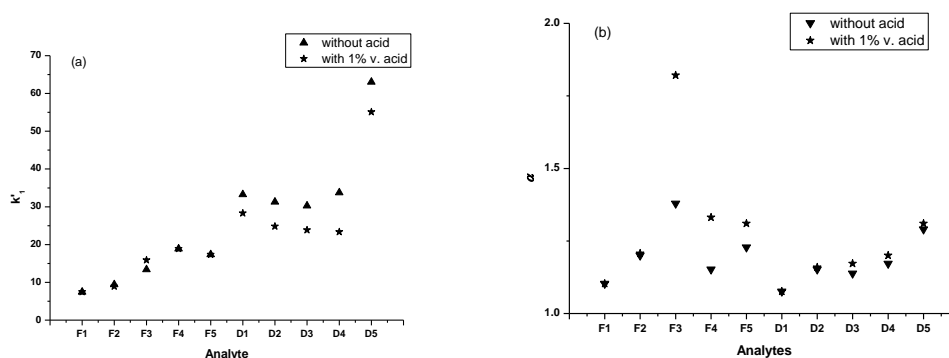 (a)
without acid
with 1% v. acid
70
60
50
40
30
20
10
0
k'1
F1 F2 F3 F4 F5 D1 D2 D3 D4 D5
Analyte
(b)
without acid
with 1% v. acid
2.0
1.5
1.0
α
F1 F2 F3 F4 F5 D1 D2 D3 D4 D5
Analytes